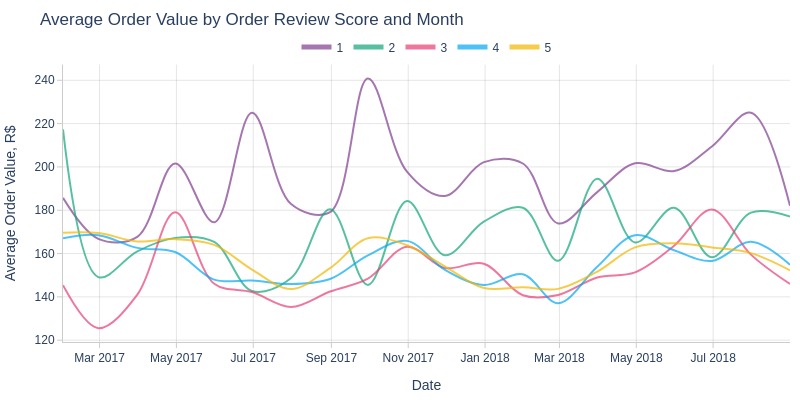 Average Order Value by Order Review Score and Month
1 2 3 4 5
Average Order Value, R$
240
220
200
180
160
140
120
Mar 2017 May 2017 Jul 2017 Sep 2017 Nov 2017 Jan 2018 Mar 2018 May 2018 Jul 2018
Date